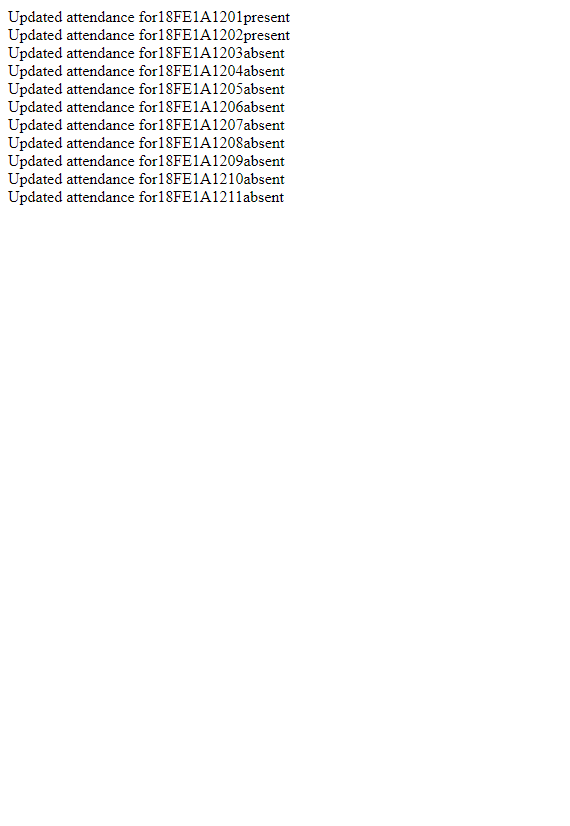 Updated attendance for18FE1A1201present
Updated attendance for18FE1A1202present
Updated attendance for18FE1A1203absent
Updated attendance for18FE1A1204absent
Updated attendance for18FE1A1205absent
Updated attendance for18FE1A1206absent
Updated attendance for18FE1A1207absent
Updated attendance for18FE1A1208absent
Updated attendance for18FE1A1209absent
Updated attendance for18FE1A1210absent
Updated attendance for18FE1A1211absent